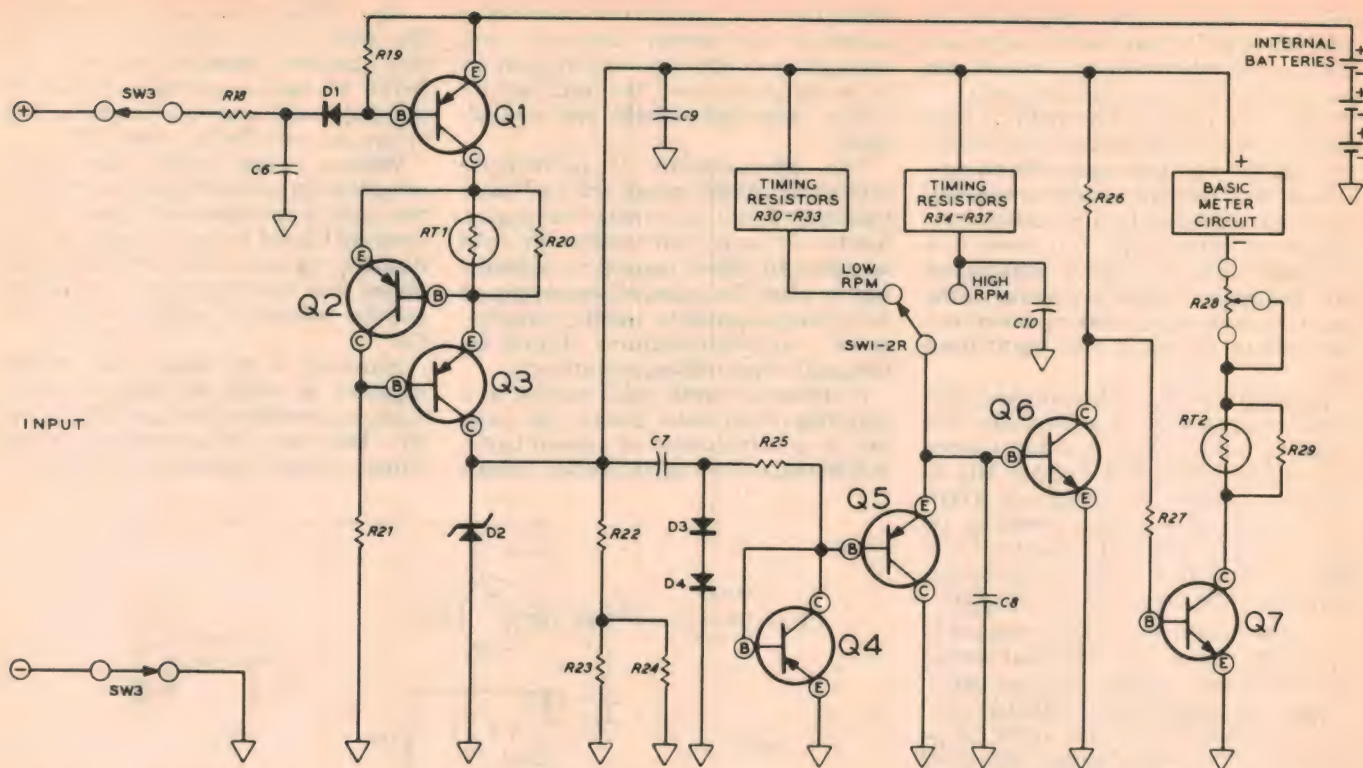 R19
E
INTERNAL
BATTERIES
+
+
-
+
-
+
SW3
R18
D1
B
Q1
C9
C6
C
TIMING
RESISTORS
R30-R33
TIMING
RESISTORS
R34-R37
R26
+
BASIC
METER
CIRCUIT
-
RT1
R20
E
LOW
RPM
HIGH
RPM
C10
R28
Q2
B
C
E
SW1-2R
Q3
B
C
Q6
C
B
E
RT2
R29
INPUT
C7
R25
Q5
E
B
C
R21
D2
R22
D3
D4
C8
R27
C
B
Q7
E
C
B
Q4
E
R23
R24
-
SW3